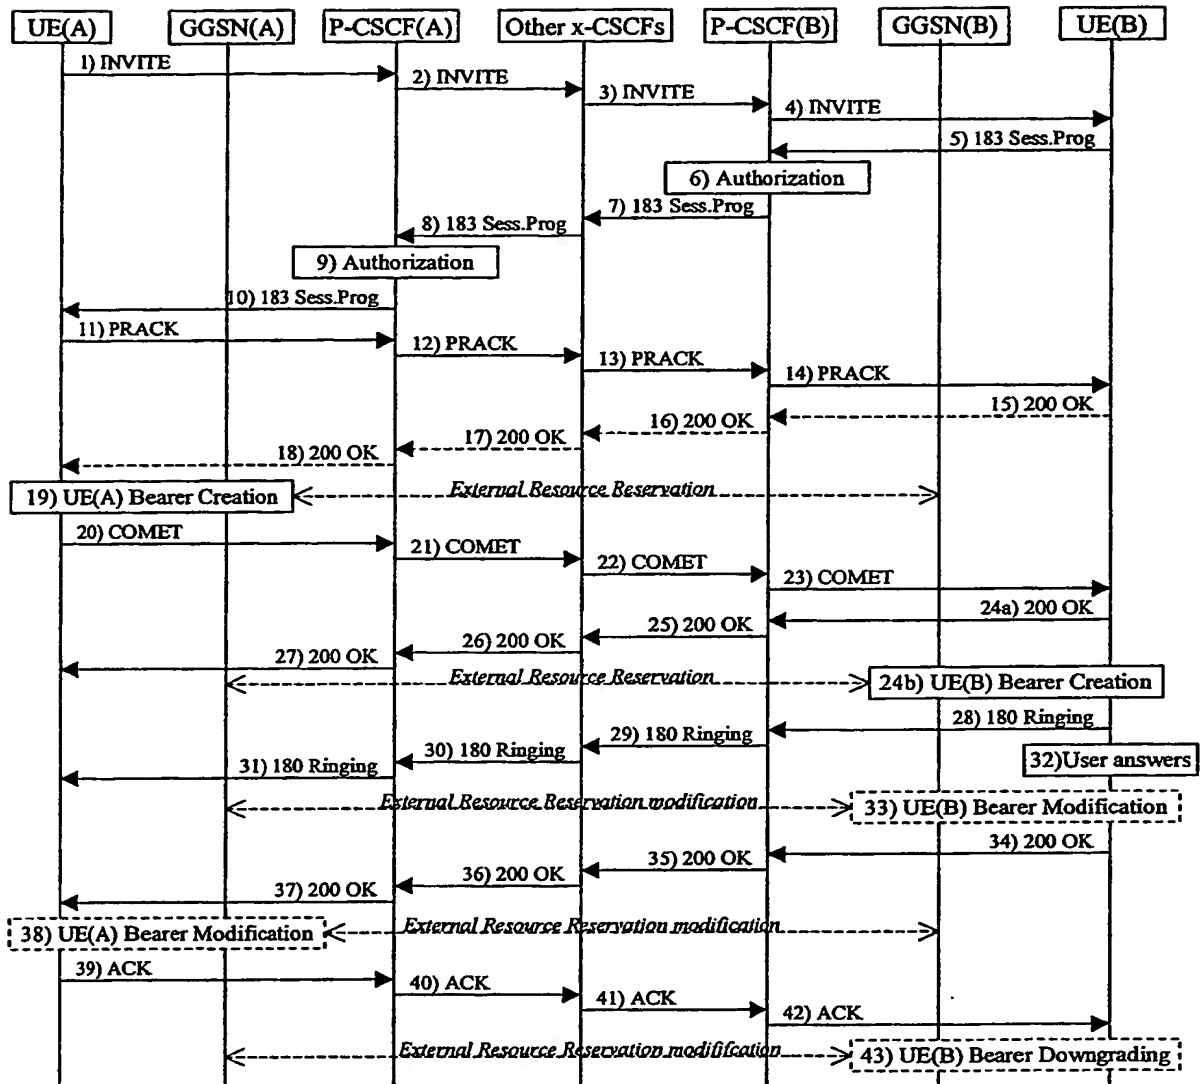 UE(A) GGSN(A) P-CSCF(A) Other x-CSCFs P-CSCF(B) GGSN(B) UE(B)
1) INVITE
2) INVITE
3) INVITE
4) INVITE
5) 183 Sess.Prog
6) Authorization
7) 183 Sess.Prog
8) 183 Sess.Prog
9) Authorization
10) 183 Sess.Prog
11) PRACK
12) PRACK
13) PRACK
14) PRACK
15) 200 OK
16) 200 OK
17) 200 OK
18) 200 OK
19) UE(A) Bearer Creation
External Resource Reservation
20) COMET
21) COMET
22) COMET
23) COMET
24a) 200 OK
25) 200 OK
26) 200 OK
27) 200 OK
External Resource Reservation
24b) UE(B) Bearer Creation
28) 180 Ringing
29) 180 Ringing
30) 180 Ringing
31) 180 Ringing
32)User answers
External Resource Reservation modification
33) UE(B) Bearer Modification
34) 200 OK
35) 200 OK
36) 200 OK
37) 200 OK
38) UE(A) Bearer Modification
External Resource Reservation modification
39) ACK
40) ACK
41) ACK
42) ACK
External Resource Reservation modififcation
43) UE(B) Bearer Downgrading